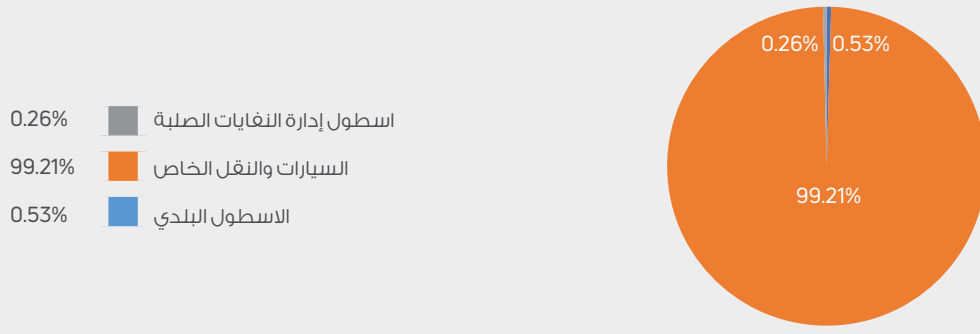 0.26% 0.53%
اسطول إدارة النفايات الصلبة 0.26%
السيارات والنقل الخاص 99.21%
99.21%
الاسطول البلدي 0.53%